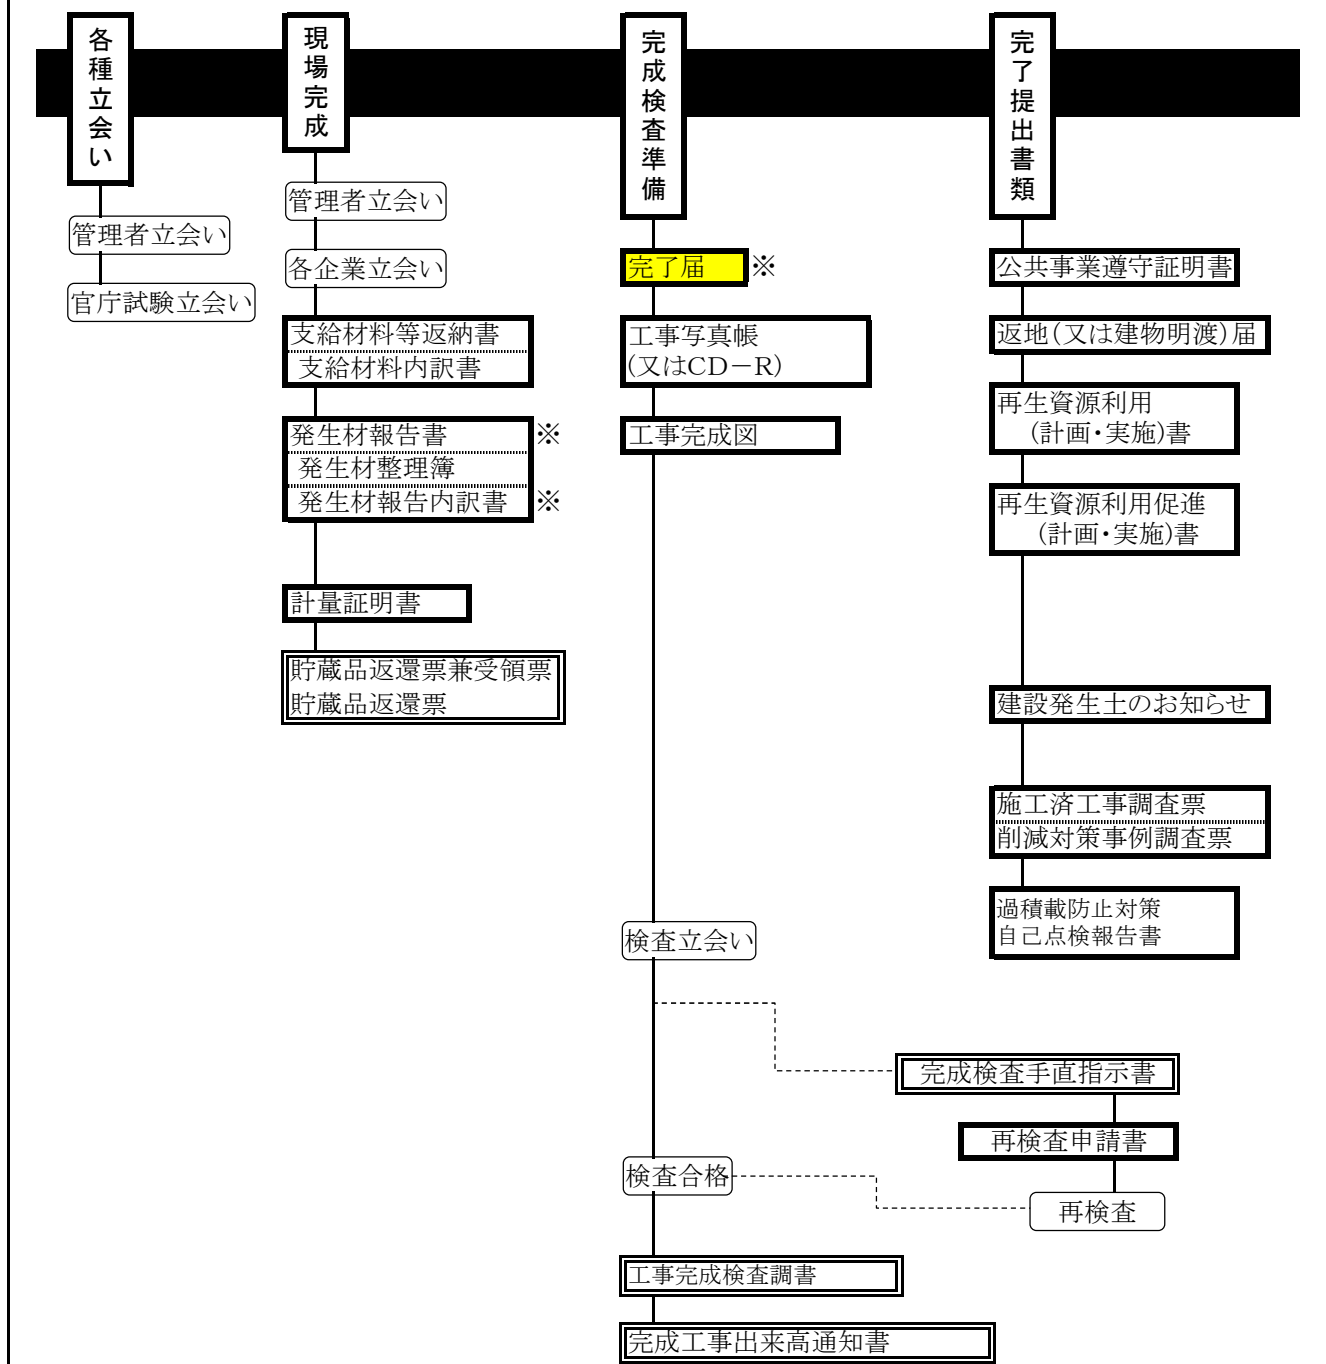 各種立会い
管理者立会い
官庁試験立会い
現場完成
管理者立会い
各企業立会い
支給材料等返納書
支給材料内訳書
発生材報告書 ※
発生材整理簿
発生材報告内訳書 ※
計量証明書
貯蔵品返還票兼受領票
貯蔵品返還票
完成検査準備
完了届 ※
工事写真帳
(又はCD－R)
工事完成図
検査立会い
検査合格
工事完成検査調書
完成工事出来高通知書
完了提出書類
公共事業遵守証明書
返地(又は建物明渡)届
再生資源利用
(計画・実施)書
再生資源利用促進
(計画・実施)書
建設発生土のお知らせ
施工済工事調査票
削減対策事例調査票
過積載防止対策
自己点検報告書
完成検査手直指示書
再検査申請書
再検査